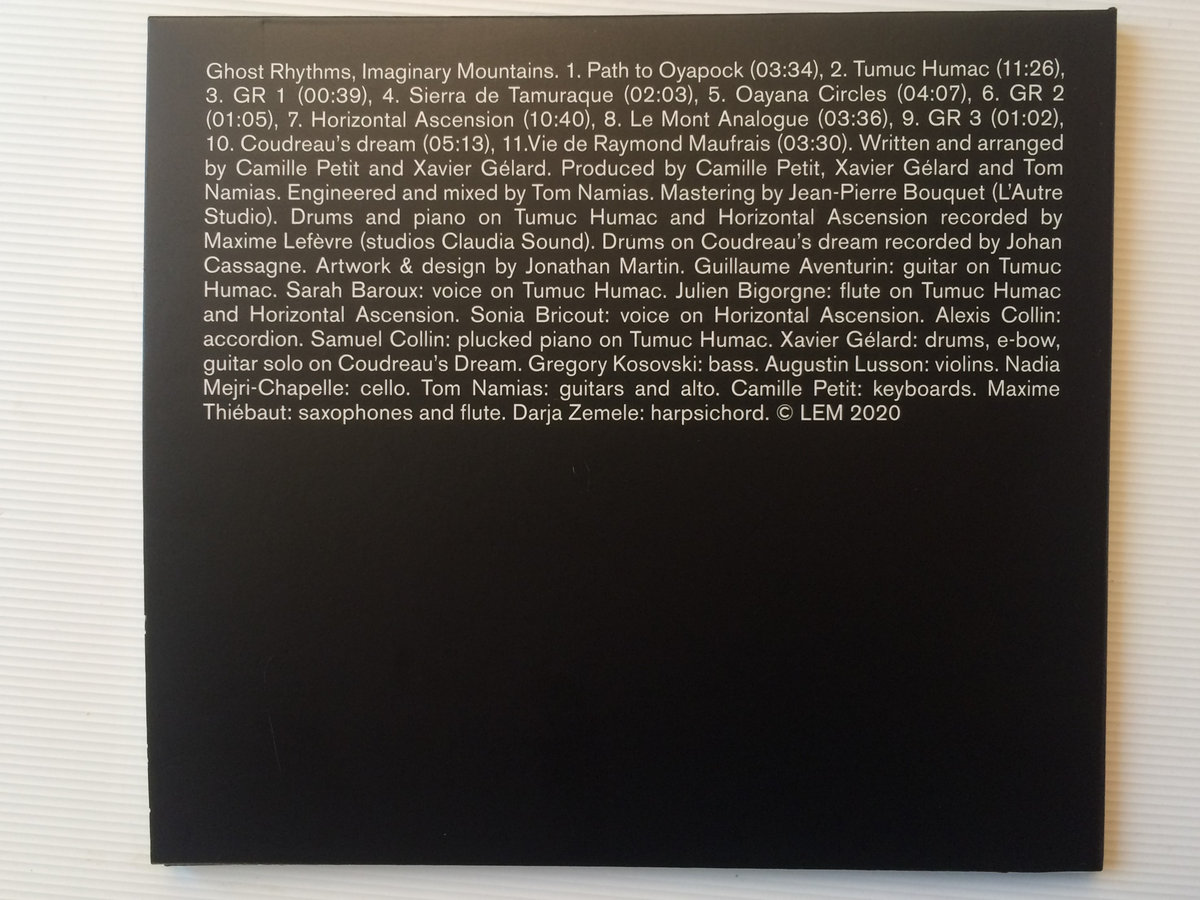 Ghost Rhythms, Imaginary Mountains. 1. Path to Oyapock (03:34), 2. Tumuc Humac (11:26),
3. GR 1 (00:39), 4. Sierra de Tamuraque (02:03), 5. Oayana Circles (04:07), 6. GR 2
(01:05), 7. Horizontal Ascension (10:40), 8. Le Mont Analogue (03:36), 9. GR 3 (01:02),
10. Coudreau’s dream (05:13), 11.Vie de Raymond Maufrais (03:30). Written and arranged
by Camille Petit and Xavier Gélard. Produced by Camille Petit, Xavier Gélard and Tom
Namias. Engineered and mixed by Tom Namias. Mastering by Jean-Pierre Bouquet (L’Autre
Studio). Drums and piano on Tumuc Humac and Horizontal Ascension recorded by
Maxime Lefèvre (studios Claudia Sound). Drums on Coudreau’s dream recorded by Johan
Cassagne. Artwork & design by Jonathan Martin. Guillaume Aventurin: guitar on Tumuc
Humac. Sarah Baroux: voice on Tumuc Humac. Julien Bigorgne: flute on Tumuc Humac
and Horizontal Ascension. Sonia Bricout: voice on Horizontal Ascension. Alexis Collin:
accordion. Samuel Collin: plucked piano on Tumuc Humac. Xavier Gélard: drums, e-bow,
guitar solo on Coudreau’s Dream. Gregory Kosovski: bass. Augustin Lusson: violins. Nadia
Mejri-Chapelle: cello. Tom Namias: guitars and alto. Camille Petit: keyboards. Maxime
Thiébaut: saxophones and flute. Darja Zemele: harpsichord. © LEM 2020